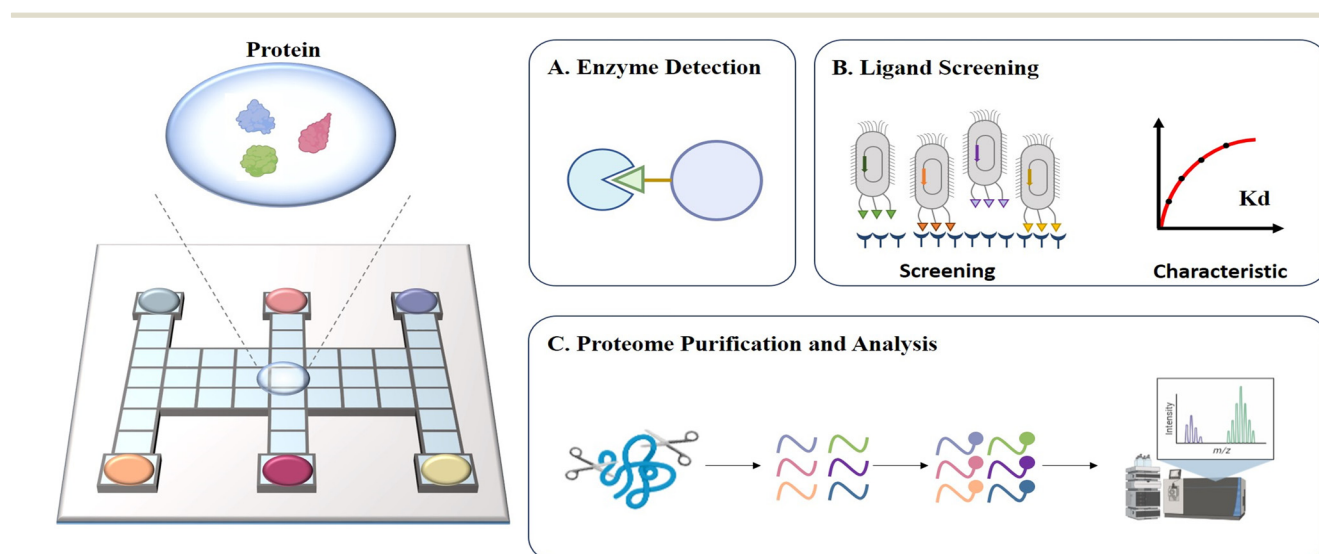 Protein
A. Enzyme Detection
B. Ligand Screening
Kd
Screening
Characteristic
C. Proteome Purification and Analysis
Intensity
m/z